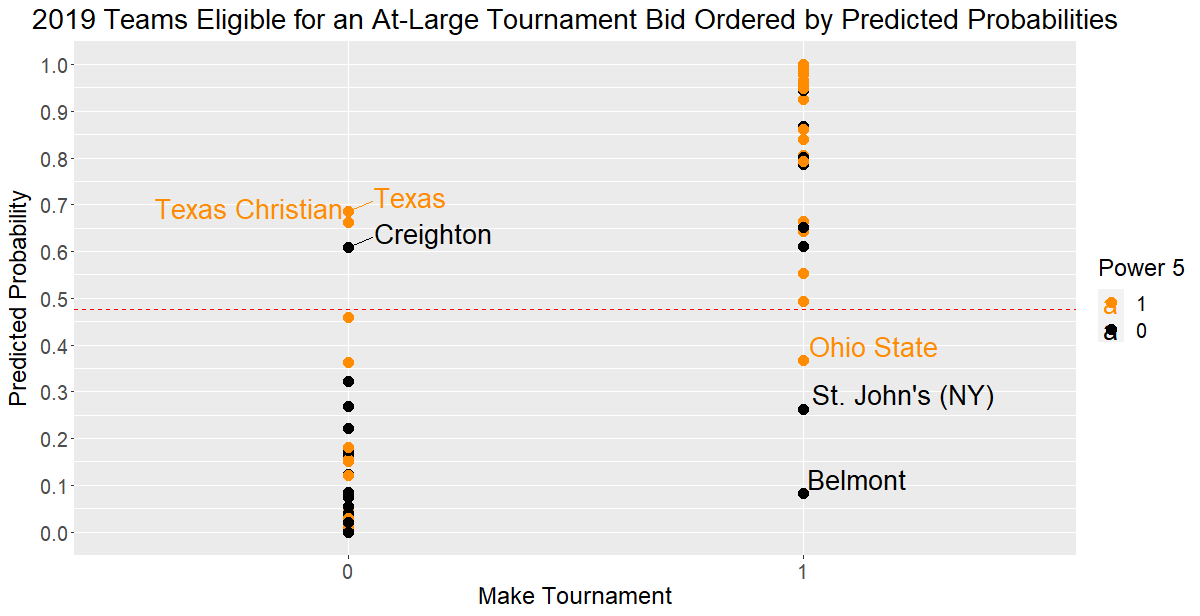 2019 Teams Eligible for an At-Large Tournament Bid Ordered by Predicted Probabilities
1.0
0.9
0.8
0.7
0.6
0.5
0.4
0.3
0.2
0.1
0.0
Predicted Probability
Texas Christian
Texas
Creighton
Ohio State
St. John's (NY)
Belmont
0
1
Make Tournament
Power 5
a 1
a 0